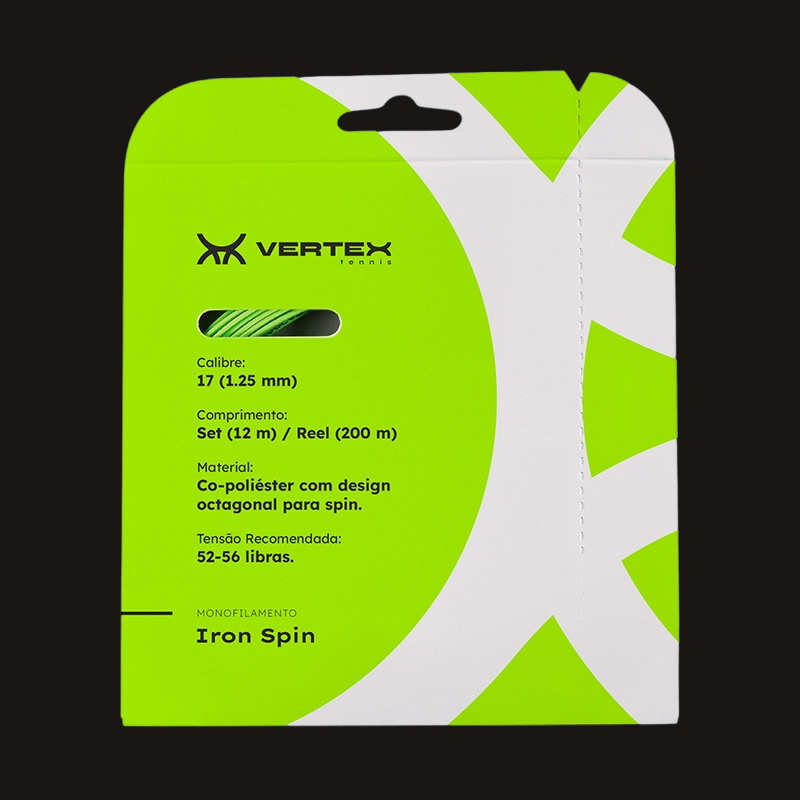 VERTEX
tennis
Calibre:
17 (1.25 mm)
Comprimento:
Set (12 m) / Reel (200 m)
Material:
Co-poliéster com design
octagonal para spin.
Tensão Recomendada:
52-56 libras.
MONOFILAMENTO
Iron Spin